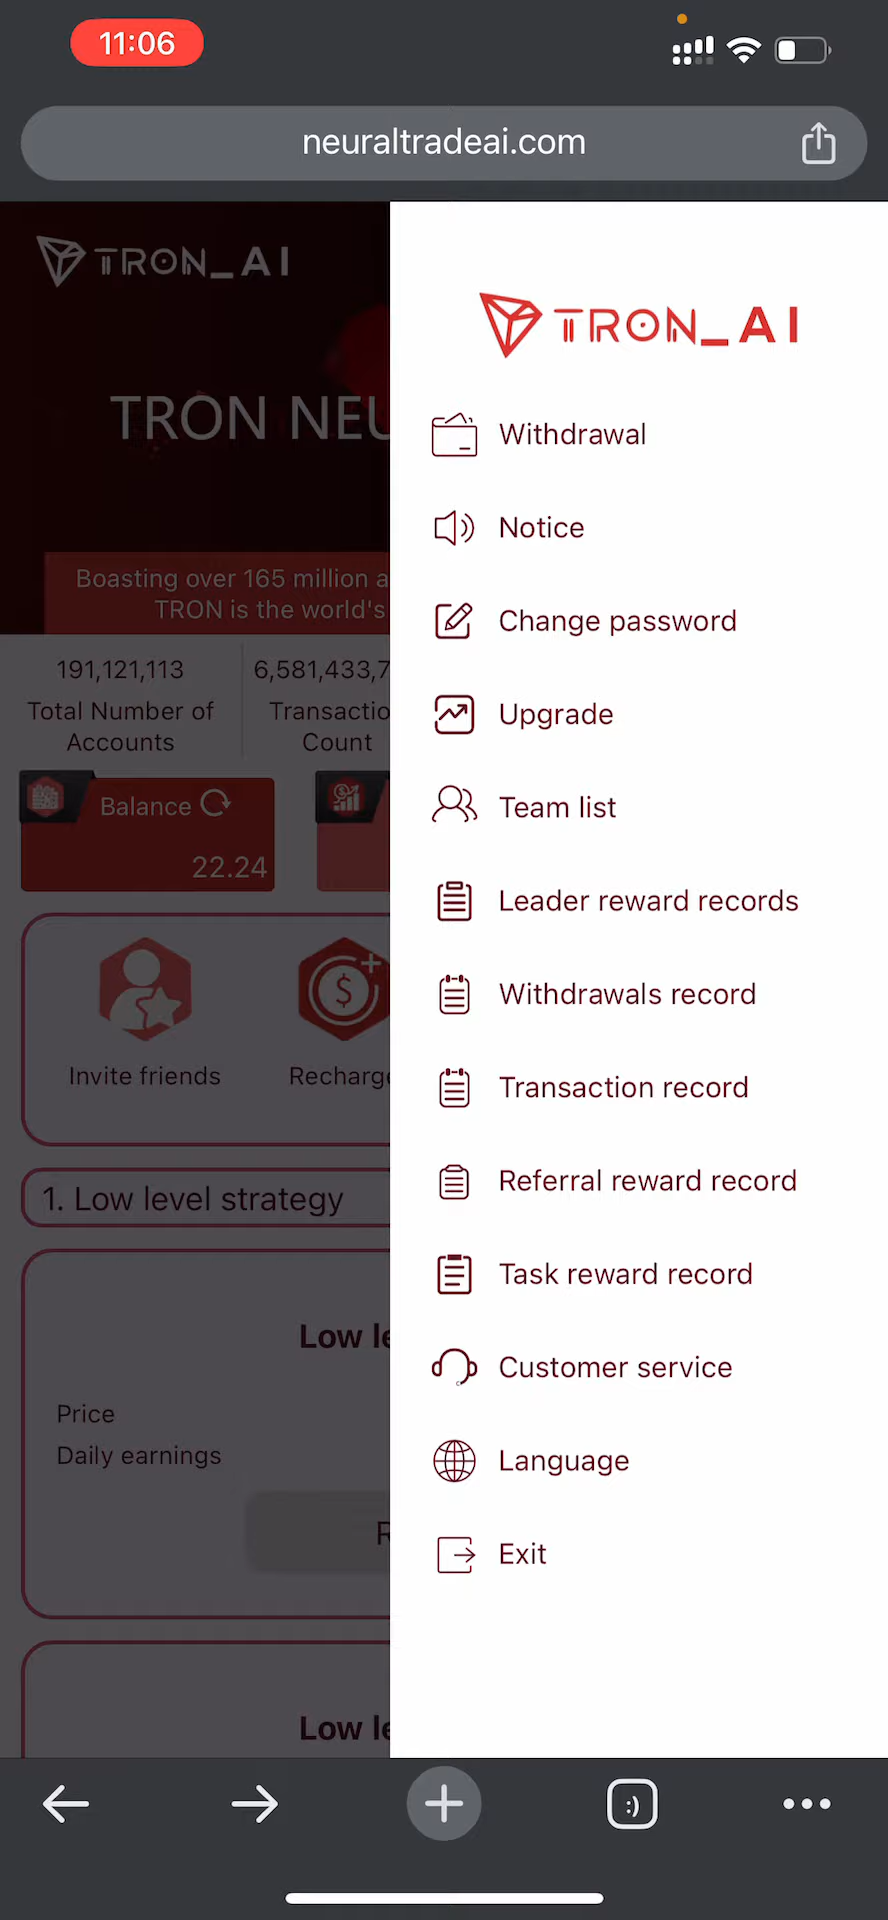 11:06
neuraltradeai.com
TRON_AI
TRON NEU
Boasting over 165 million a
TRON is the world's
191,121,113
Total Number of
Accounts
6,581,433,7
Transactio
Count
Balance
22.24
Invite friends
Recharge
1. Low level strategy
Low le
Price
Daily earnings
R
Low le
TRON_AI
Withdrawal
Notice
Change password
Upgrade
Team list
Leader reward records
Withdrawals record
Transaction record
Referral reward record
Task reward record
Customer service
Language
Exit
:)